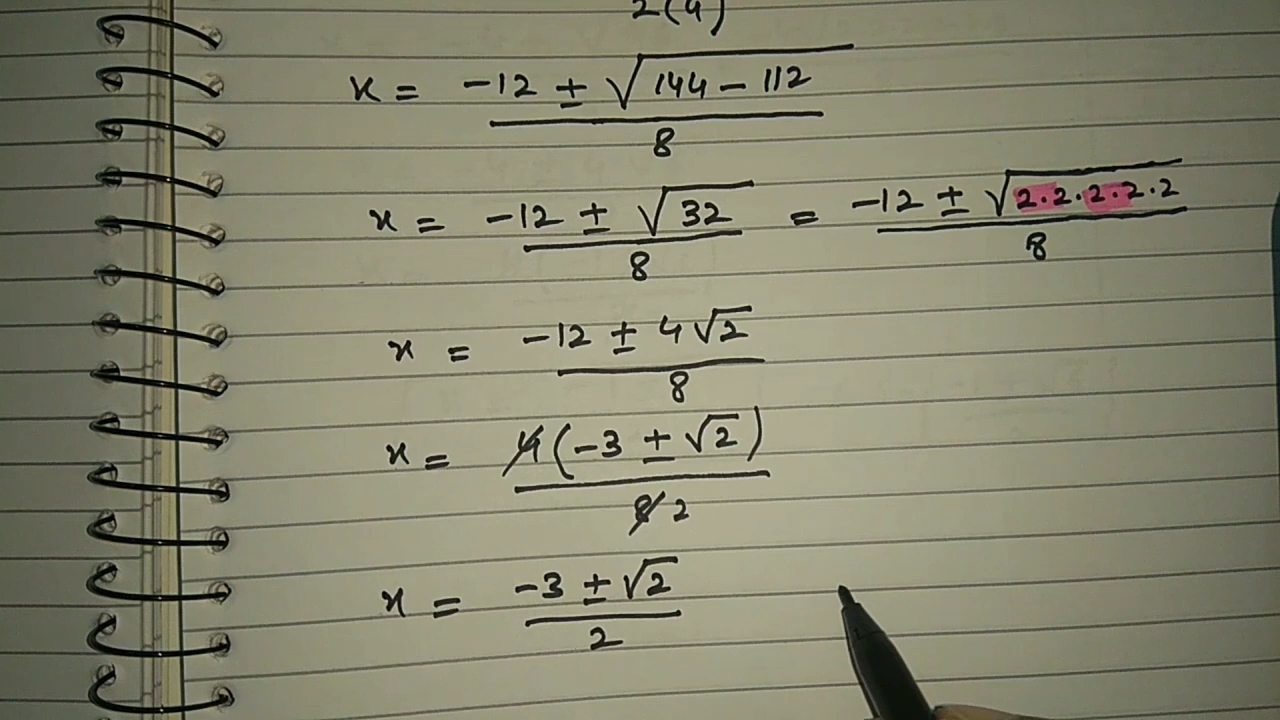 2(4)
x = -12 ± √144 - 112 / 8
x = -12 ± √32 / 8 = -12 ± √2.2.2.2.2 / 8
x = -12 ± 4√2 / 8
x = 4(-3 ± √2) / 8 2
x = -3 ± √2 / 2